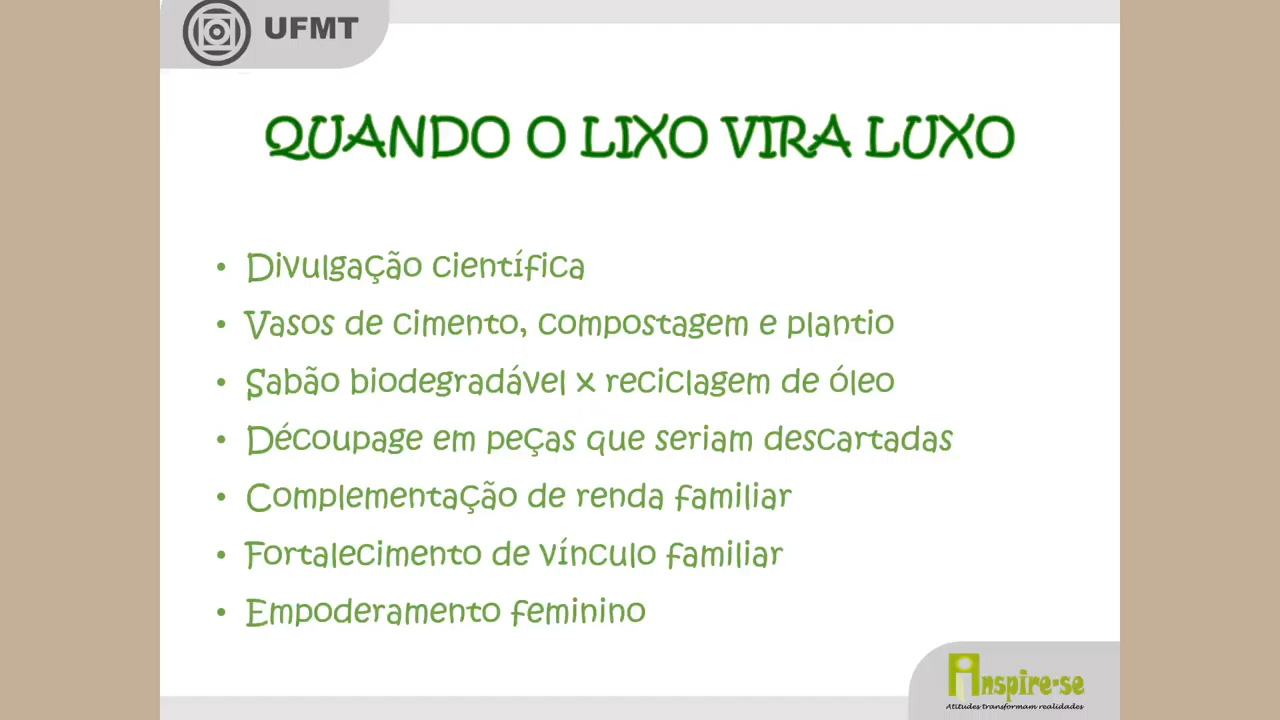 UFMT
QUANDO O LIXO VIRA LUXO
• Divulgação científica
• Vasos de cimento, compostagem e plantio
• Sabão biodegradável x reciclagem de óleo
• Découpage em peças que seriam descartadas
• Complementação de renda familiar
• Fortalecimento de vínculo familiar
• Empoderamento feminino
inspire-se
Atitudes transformam realidades